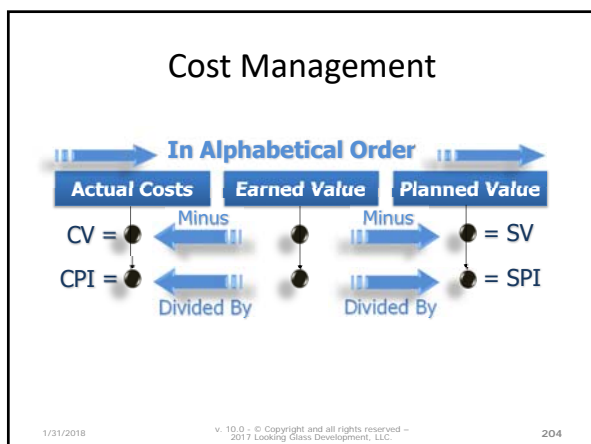 Cost Management
In Alphabetical Order
Actual Costs Earned Value Planned Value
Minus Minus
CV = = SV
CPI = = SPI
Divided By Divided By
1/31/2018
v. 10.0 - © Copyright and all rights reserved –
2017 Looking Glass Development, LLC.
204